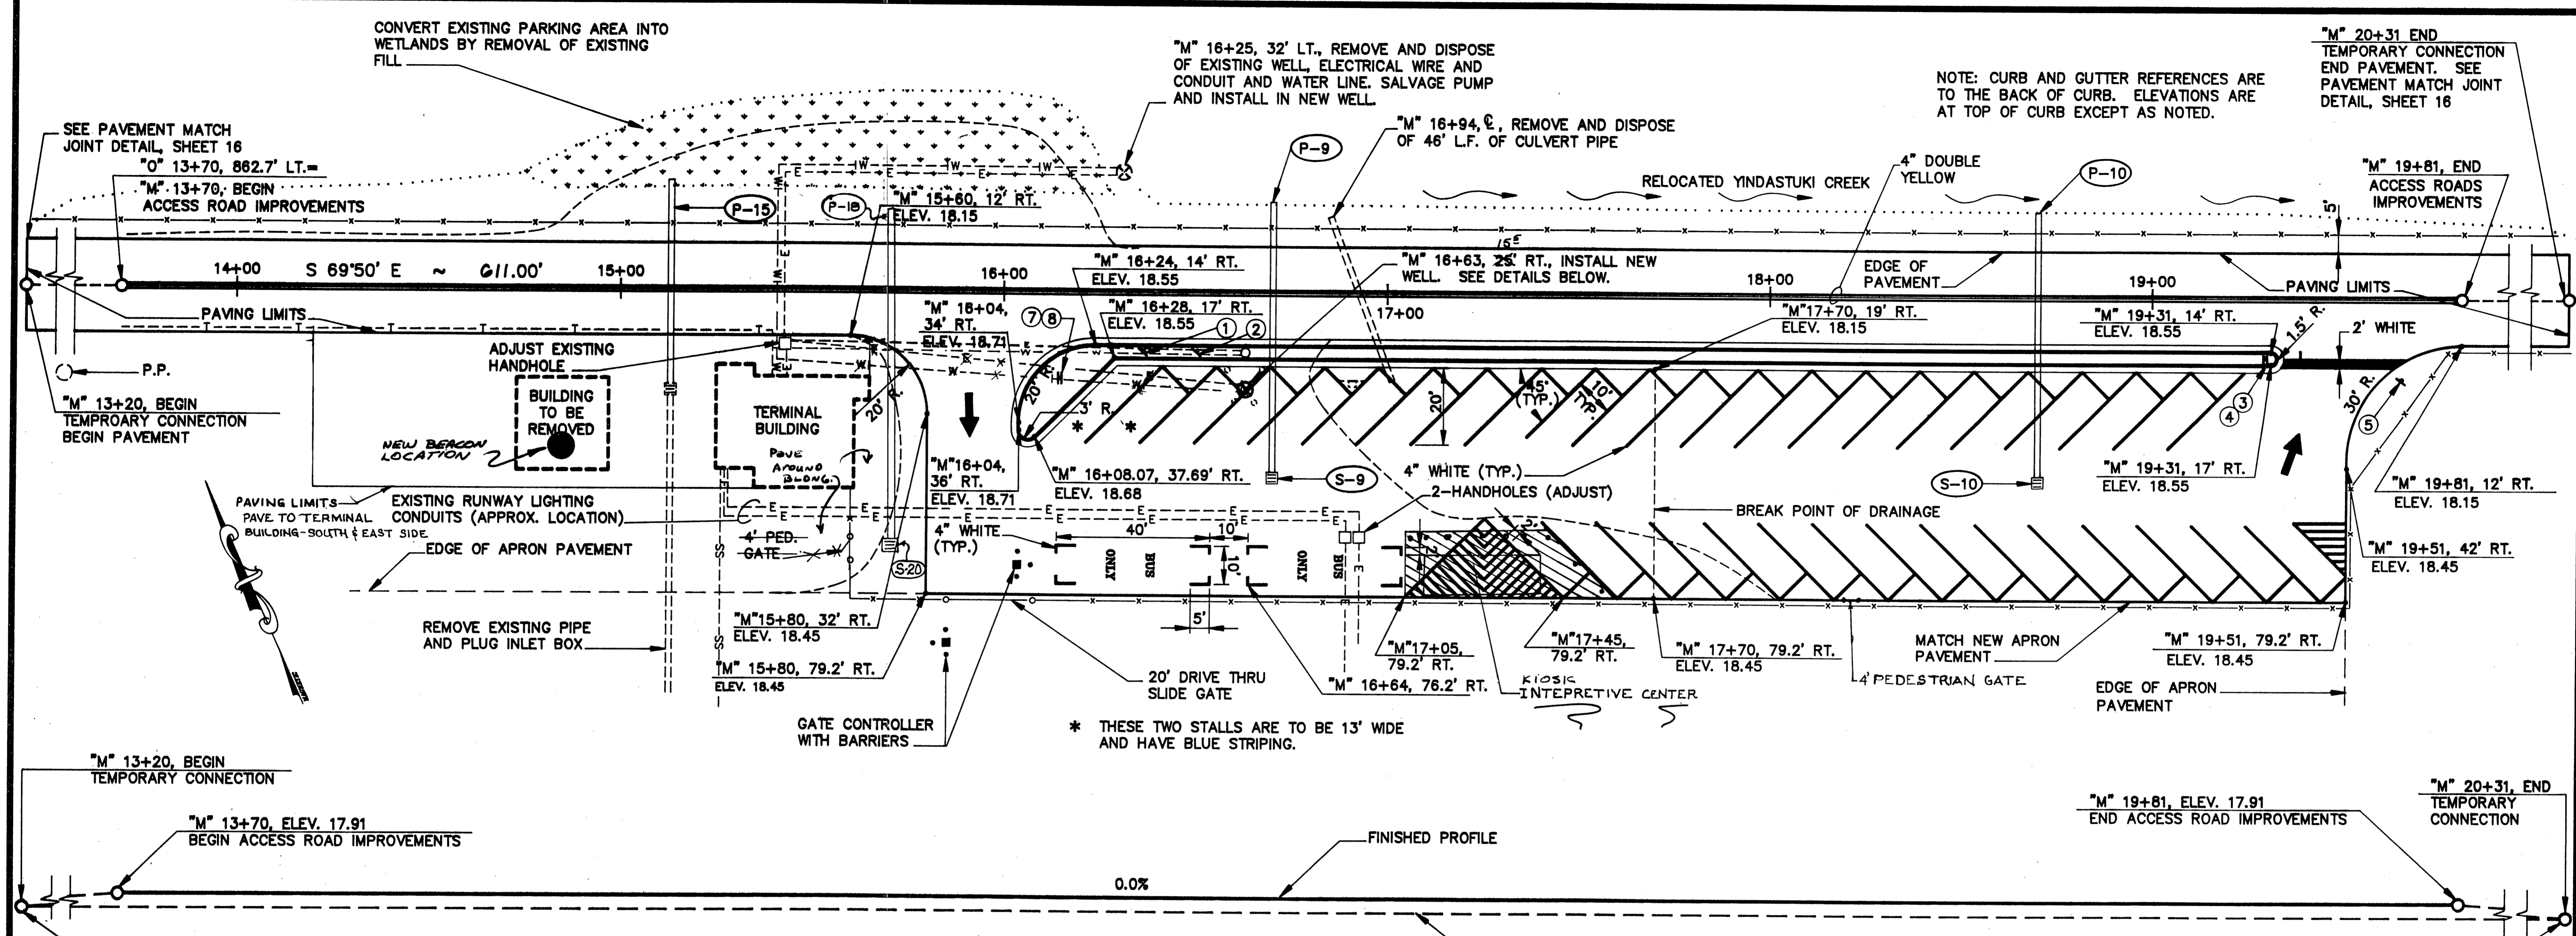 CONVERT EXISTING PARKING AREA INTO
WETLANDS BY REMOVAL OF EXISTING
FILL
"M" 16+25, 32' LT., REMOVE AND DISPOSE
OF EXISTING WELL, ELECTRICAL WIRE AND
CONDUIT AND WATER LINE. SALVAGE PUMP
AND INSTALL IN NEW WELL.
"M" 16+94, ℄, REMOVE AND DISPOSE
OF 46' L.F. OF CULVERT PIPE
NOTE: CURB AND GUTTER REFERENCES ARE
TO THE BACK OF CURB. ELEVATIONS ARE
AT TOP OF CURB EXCEPT AS NOTED.
"M" 20+31 END
TEMPORARY CONNECTION
END PAVEMENT. SEE
PAVEMENT MATCH JOINT
DETAIL, SHEET 16
SEE PAVEMENT MATCH
JOINT DETAIL, SHEET 16
"O" 13+70, 862.7' LT.=
"M" 13+70, BEGIN
ACCESS ROAD IMPROVEMENTS
P-15
P-18
"M" 15+60, 12' RT.
ELEV. 18.15
P-9
RELOCATED YINDASTUKI CREEK
4" DOUBLE
YELLOW
P-10
"M" 19+81, END
ACCESS ROADS
IMPROVEMENTS
5'
14+00
S 69°50' E ~ 611.00'
15+00
16+00
17+00
18+00
19+00
"M" 16+24, 14' RT.
ELEV. 18.55
15⁵
"M" 16+63, 25' RT., INSTALL NEW
WELL. SEE DETAILS BELOW.
EDGE OF
PAVEMENT
PAVING LIMITS
PAVING LIMITS
"M" 16+04,
34' RT.
ELEV. 18.71
7
8
"M" 16+28, 17' RT.
ELEV. 18.55
1
2
"M" 17+70, 19' RT.
ELEV. 18.15
"M" 19+31, 14' RT.
ELEV. 18.55
1.5' R.
2' WHITE
ADJUST EXISTING
HANDHOLE
P.P.
"M" 13+20, BEGIN
TEMPROARY CONNECTION
BEGIN PAVEMENT
BUILDING
TO BE
REMOVED
NEW BEACON
LOCATION
TERMINAL
BUILDING
PAVE
AROUND
BLDNG.
20' R.
20' R.
3' R.
*
*
20'
45°
(TYP.)
10'
TYP.
4
3
30' R.
5
PAVING LIMITS
PAVE TO TERMINAL
BUILDING-SOUTH & EAST SIDE
EXISTING RUNWAY LIGHTING
CONDUITS (APPROX. LOCATION)
EDGE OF APRON PAVEMENT
4' PED.
GATE
S-20
"M"16+04,
36' RT.
ELEV. 18.71
"M" 16+08.07, 37.69' RT.
ELEV. 18.68
4" WHITE
(TYP.)
40'
10'
10'
5'
ONLY
BUS
ONLY
BUS
S-9
4" WHITE (TYP.)
2-HANDHOLES (ADJUST)
BREAK POINT OF DRAINAGE
S-10
"M" 19+31, 17' RT.
ELEV. 18.55
"M" 19+81, 12' RT.
ELEV. 18.15
"M" 19+51, 42' RT.
ELEV. 18.45
REMOVE EXISTING PIPE
AND PLUG INLET BOX
"M"15+80, 32' RT.
ELEV. 18.45
"M" 15+80, 79.2' RT.
ELEV. 18.45
20' DRIVE THRU
SLIDE GATE
"M" 16+64, 76.2' RT.
"M"17+05,
79.2' RT.
"M"17+45,
79.2' RT.
KIOSK
INTEPRETIVE CENTER
"M" 17+70, 79.2' RT.
ELEV. 18.45
4' PEDESTRIAN GATE
MATCH NEW APRON
PAVEMENT
"M" 19+51, 79.2' RT.
ELEV. 18.45
EDGE OF APRON
PAVEMENT
GATE CONTROLLER
WITH BARRIERS
* THESE TWO STALLS ARE TO BE 13' WIDE
AND HAVE BLUE STRIPING.
"M" 13+20, BEGIN
TEMPORARY CONNECTION
"M" 13+70, ELEV. 17.91
BEGIN ACCESS ROAD IMPROVEMENTS
0.0%
FINISHED PROFILE
"M" 19+81, ELEV. 17.91
END ACCESS ROAD IMPROVEMENTS
"M" 20+31, END
TEMPORARY
CONNECTION